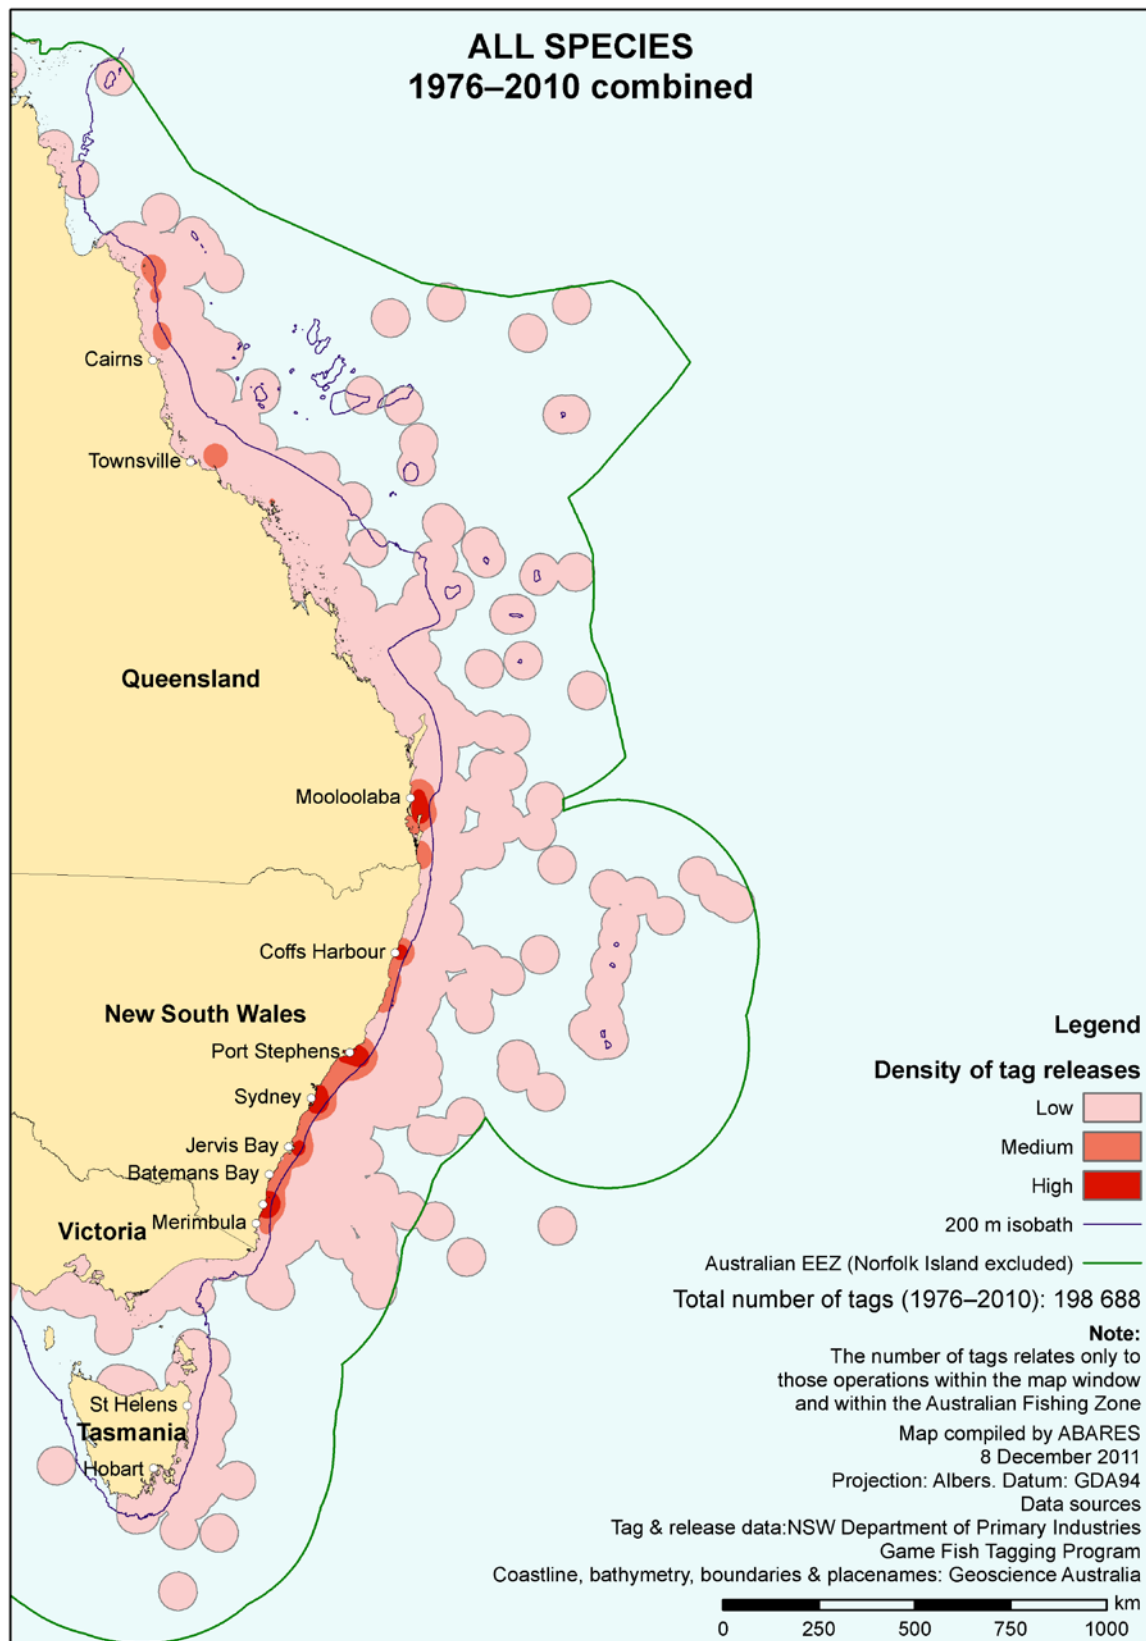 ALL SPECIES
1976–2010 combined
Cairns
Townsville
Queensland
Mooloolaba
Coffs Harbour
New South Wales
Port Stephens
Sydney
Jervis Bay
Batemans Bay
Merimbula
Victoria
St Helens
Tasmania
Hobart
Legend
Density of tag releases
Low
Medium
High
200 m isobath
Australian EEZ (Norfolk Island excluded)
Total number of tags (1976–2010): 198 688
Note:
The number of tags relates only to
those operations within the map window
and within the Australian Fishing Zone
Map compiled by ABARES
8 December 2011
Projection: Albers. Datum: GDA94
Data sources
Tag & release data:NSW Department of Primary Industries
Game Fish Tagging Program
Coastline, bathymetry, boundaries & placenames: Geoscience Australia
km
0 250 500 750 1000